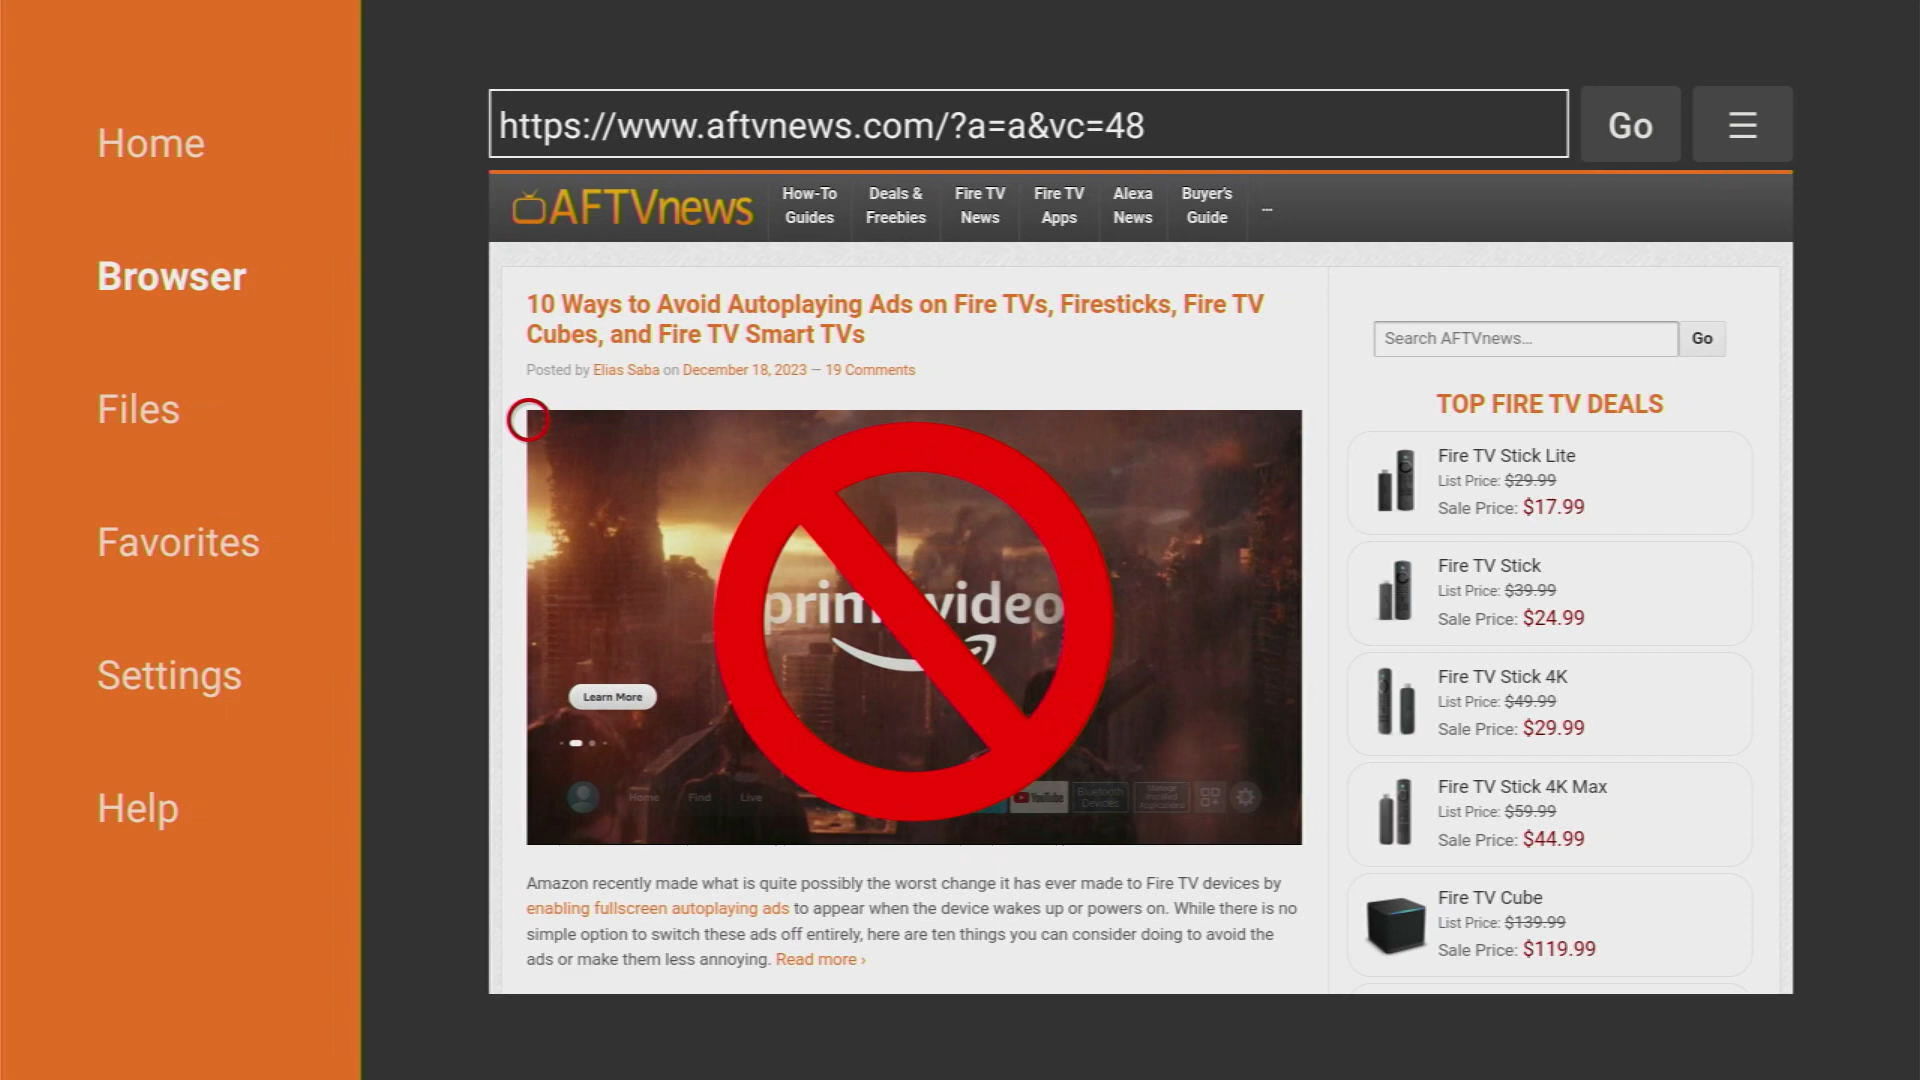 Home
Browser
Files
Favorites
Settings
Help
https://www.aftvnews.com/?a=a&vc=48
Go
AFTVnews
How-To
Guides
Deals &
Freebies
Fire TV
News
Fire TV
Apps
Alexa
News
Buyer's
Guide
...
10 Ways to Avoid Autoplaying Ads on Fire TVs, Firesticks, Fire TV
Cubes, and Fire TV Smart TVs
Posted by Elias Saba on December 18, 2023 — 19 Comments
prime video
Learn More
Home
Find
Live
YouTube
Bluetooth
Devices
Manage
Installed
Applications
Amazon recently made what is quite possibly the worst change it has ever made to Fire TV devices by
enabling fullscreen autoplaying ads to appear when the device wakes up or powers on. While there is no
simple option to switch these ads off entirely, here are ten things you can consider doing to avoid the
ads or make them less annoying. Read more ›
Search AFTVnews...
Go
TOP FIRE TV DEALS
Fire TV Stick Lite
List Price: $29.99
Sale Price: $17.99
Fire TV Stick
List Price: $39.99
Sale Price: $24.99
Fire TV Stick 4K
List Price: $49.99
Sale Price: $29.99
Fire TV Stick 4K Max
List Price: $59.99
Sale Price: $44.99
Fire TV Cube
List Price: $139.99
Sale Price: $119.99